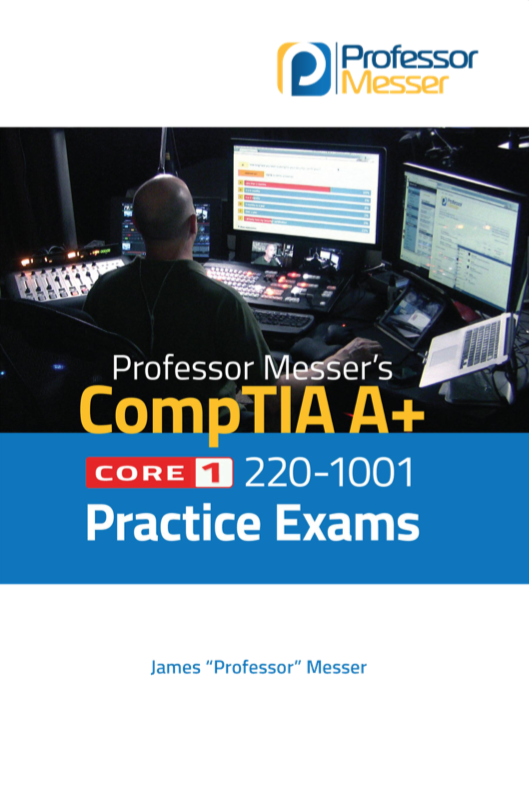 Professor
Messer
Professor Messer's
CompTIA A+
CORE 1 220-1001
Practice Exams
James “Professor” Messer